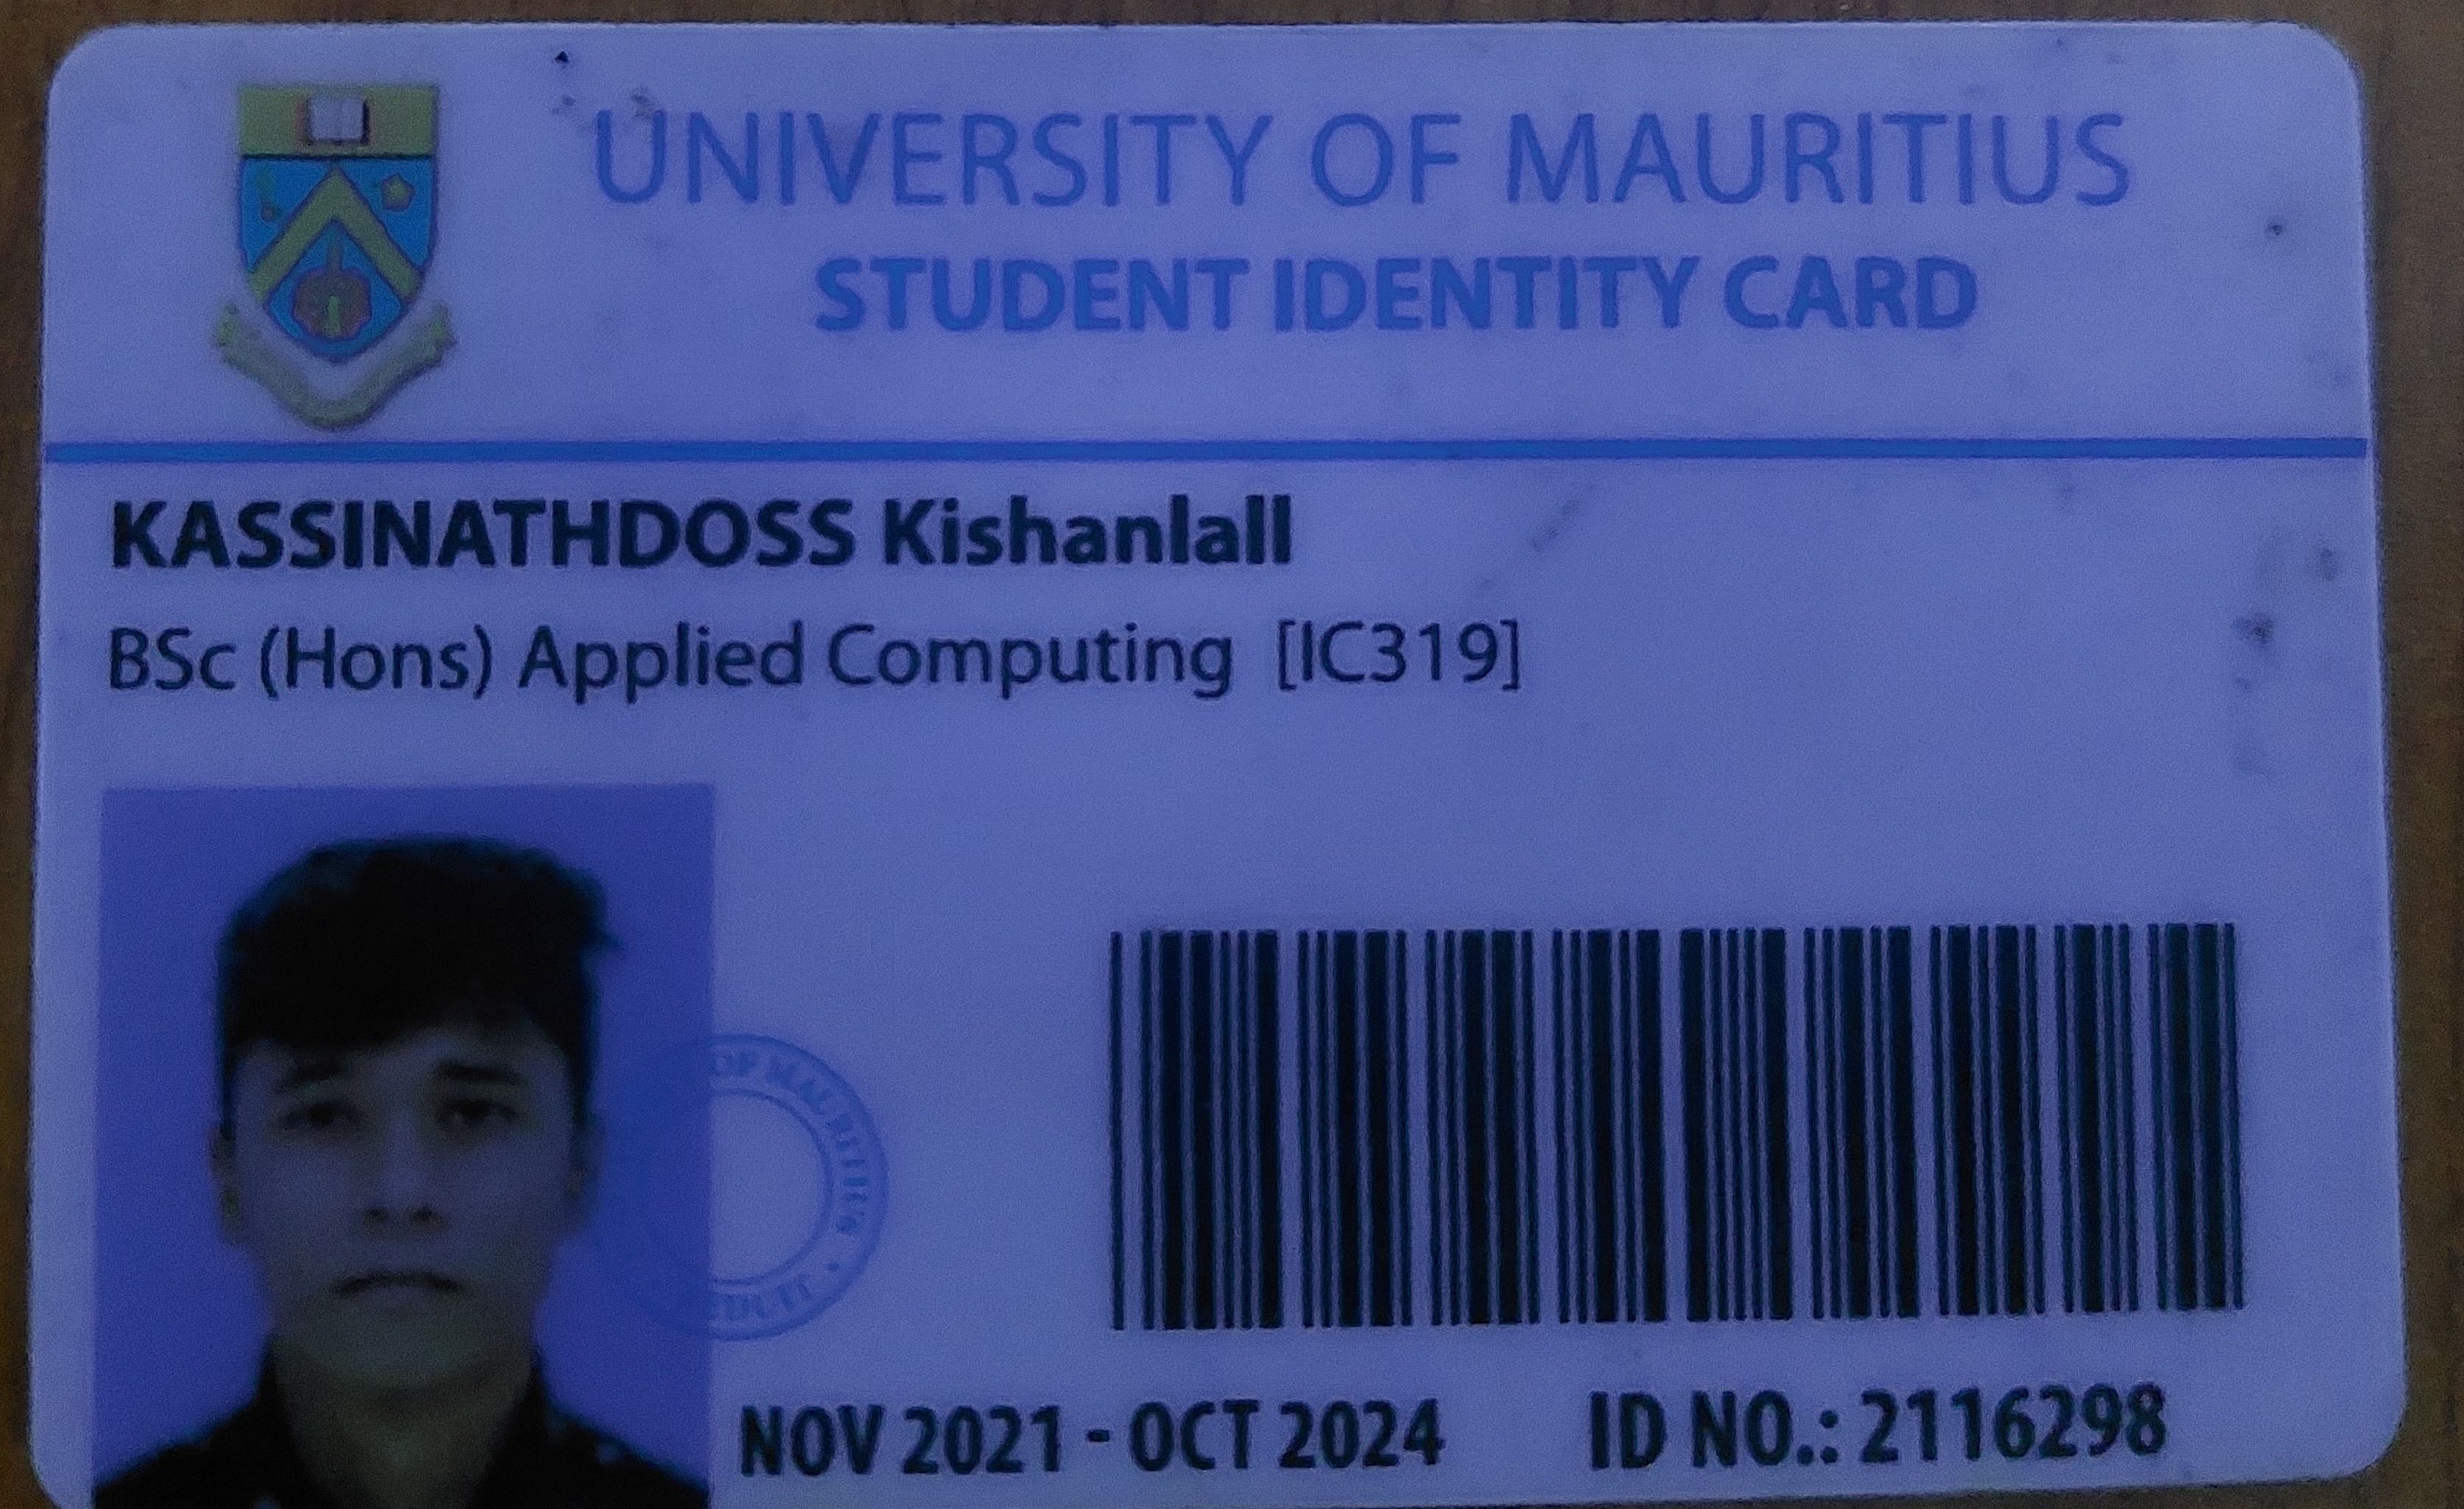 UNIVERSITY OF MAURITIUS
STUDENT IDENTITY CARD
KASSINATHDOSS Kishanlall
BSc (Hons) Applied Computing [IC319]
OF MAURITIUS
REDUIT
NOV 2021 - OCT 2024
ID NO.: 2116298